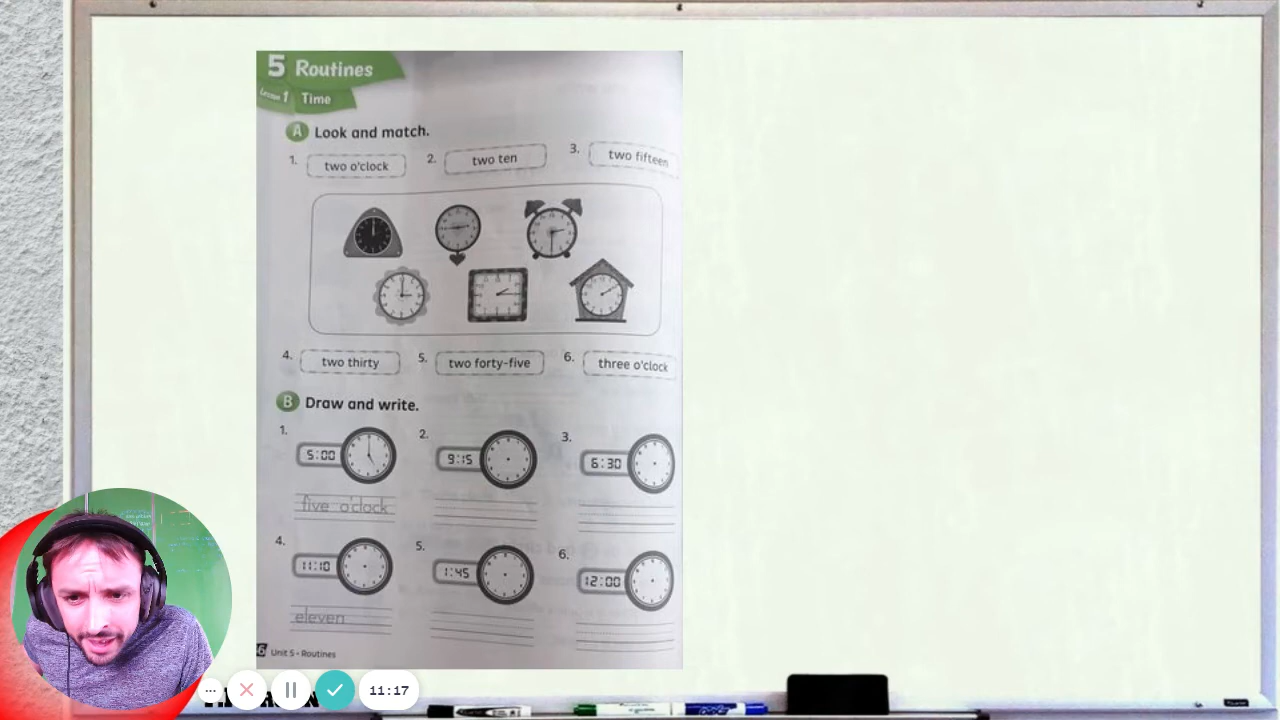 5 Routines
Lesson 1 Time
A Look and match.
1. two o'clock 2. two ten 3. two fifteen
4. two thirty 5. two forty-five 6. three o'clock
B Draw and write.
1. 5:00 2. 9:15 3. 6:30
five o'clock
4. 11:10 5. 1:45 6. 12:00
eleven
6 Unit 5 • Routines
11:17